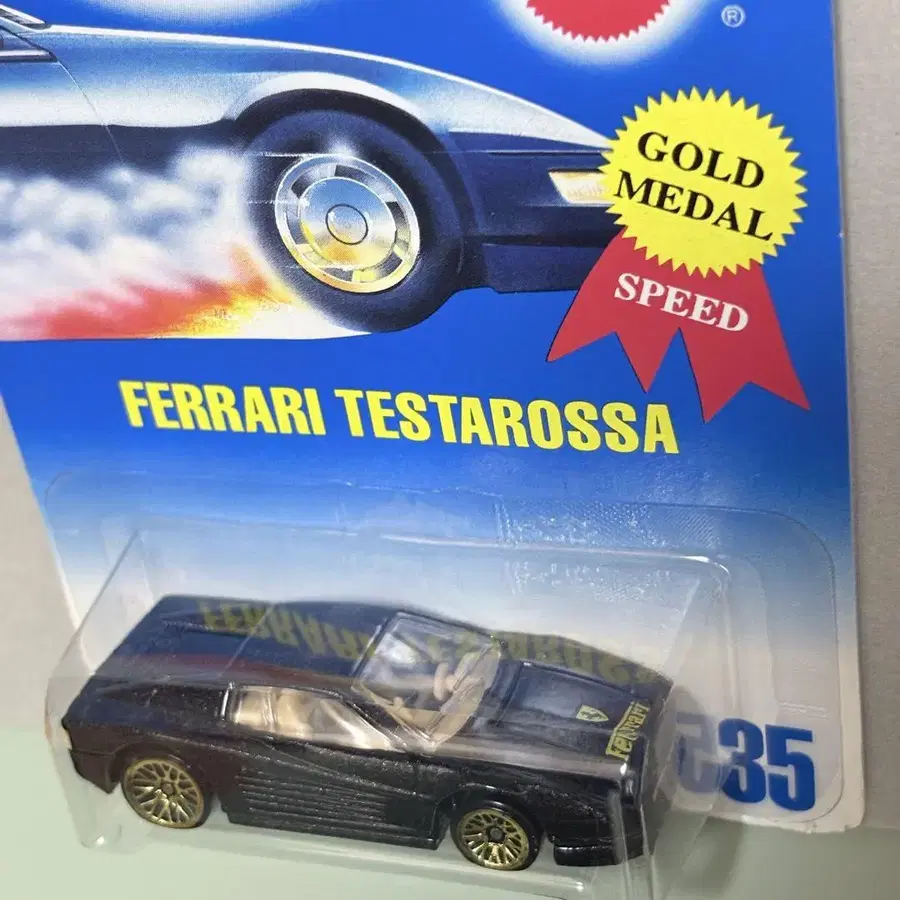 ®
GOLD
MEDAL
SPEED
FERRARI TESTAROSSA
Ferrari
35